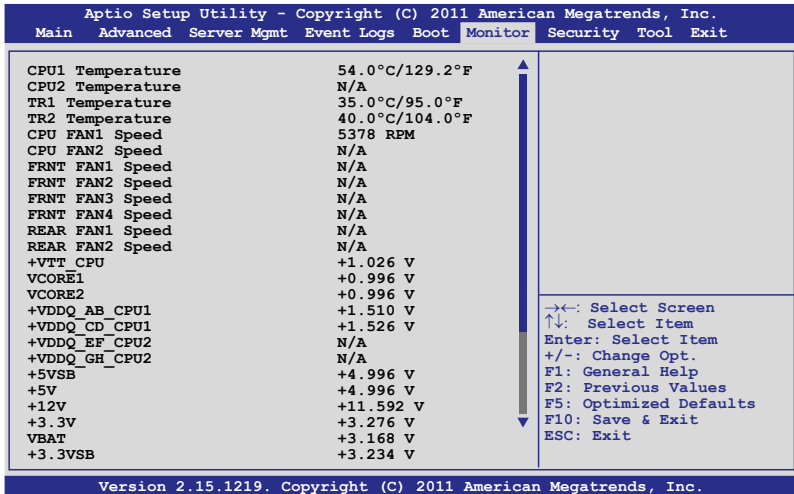 Aptio Setup Utility - Copyright (C) 2011 American Megatrends, Inc.
Main Advanced Server Mgmt Event Logs Boot Monitor Security Tool Exit
CPU1 Temperature 54.0°C/129.2°F
CPU2 Temperature N/A
TR1 Temperature 35.0°C/95.0°F
TR2 Temperature 40.0°C/104.0°F
CPU FAN1 Speed 5378 RPM
CPU FAN2 Speed N/A
FRNT FAN1 Speed N/A
FRNT FAN2 Speed N/A
FRNT FAN3 Speed N/A
FRNT FAN4 Speed N/A
REAR FAN1 Speed N/A
REAR FAN2 Speed N/A
+VTT_CPU +1.026 V
VCORE1 +0.996 V
VCORE2 +0.996 V
+VDDQ_AB_CPU1 +1.510 V
+VDDQ_CD_CPU1 +1.526 V
+VDDQ_EF_CPU2 N/A
+VDDQ_GH_CPU2 N/A
+5VSB +4.996 V
+5V +4.996 V
+12V +11.592 V
+3.3V +3.276 V
VBAT +3.168 V
+3.3VSB +3.234 V
→←: Select Screen
↑↓: Select Item
Enter: Select Item
+/-: Change Opt.
F1: General Help
F2: Previous Values
F5: Optimized Defaults
F10: Save & Exit
ESC: Exit
Version 2.15.1219. Copyright (C) 2011 American Megatrends, Inc.